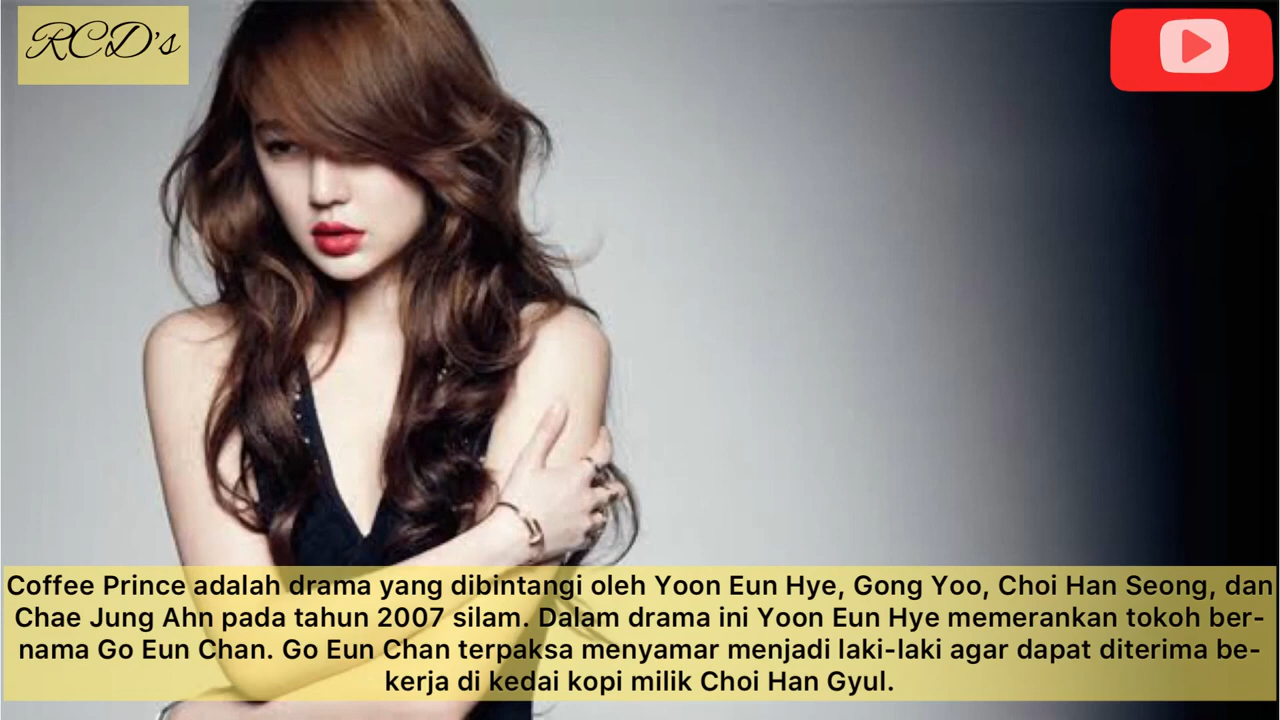 RCD's
Coffee Prince adalah drama yang dibintangi oleh Yoon Eun Hye, Gong Yoo, Choi Han Seong, dan
Chae Jung Ahn pada tahun 2007 silam. Dalam drama ini Yoon Eun Hye memerankan tokoh ber-
nama Go Eun Chan. Go Eun Chan terpaksa menyamar menjadi laki-laki agar dapat diterima be-
kerja di kedai kopi milik Choi Han Gyul.